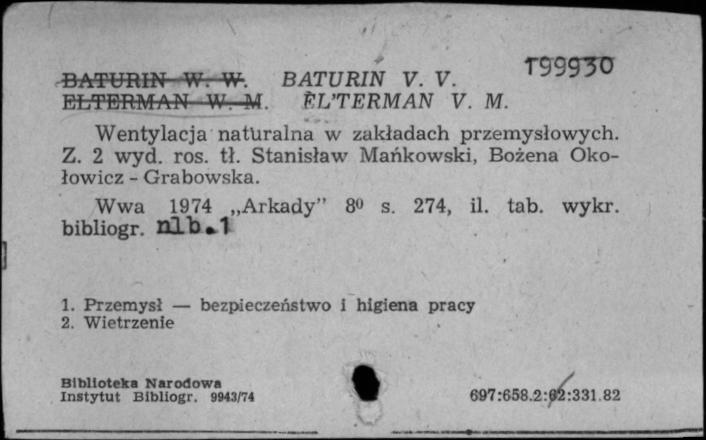 T99930
BATURIN W. W. BATURIN V. V.
ELTERMAN W. M. ÈL’TERMAN V. M.
Wentylacja naturalna w zakładach przemysłowych.
Z. 2 wyd. ros. tł. Stanisław Mańkowski, Bożena Oko-
łowicz - Grabowska.
Wwa 1974 „Arkady” 8⁰ s. 274, il. tab. wykr.
bibliogr. nlb.1
1. Przemysł — bezpieczeństwo i higiena pracy
2. Wietrzenie
Biblioteka Narodowa
Instytut Bibliogr. 9943/74 697:658.2:62:331.82